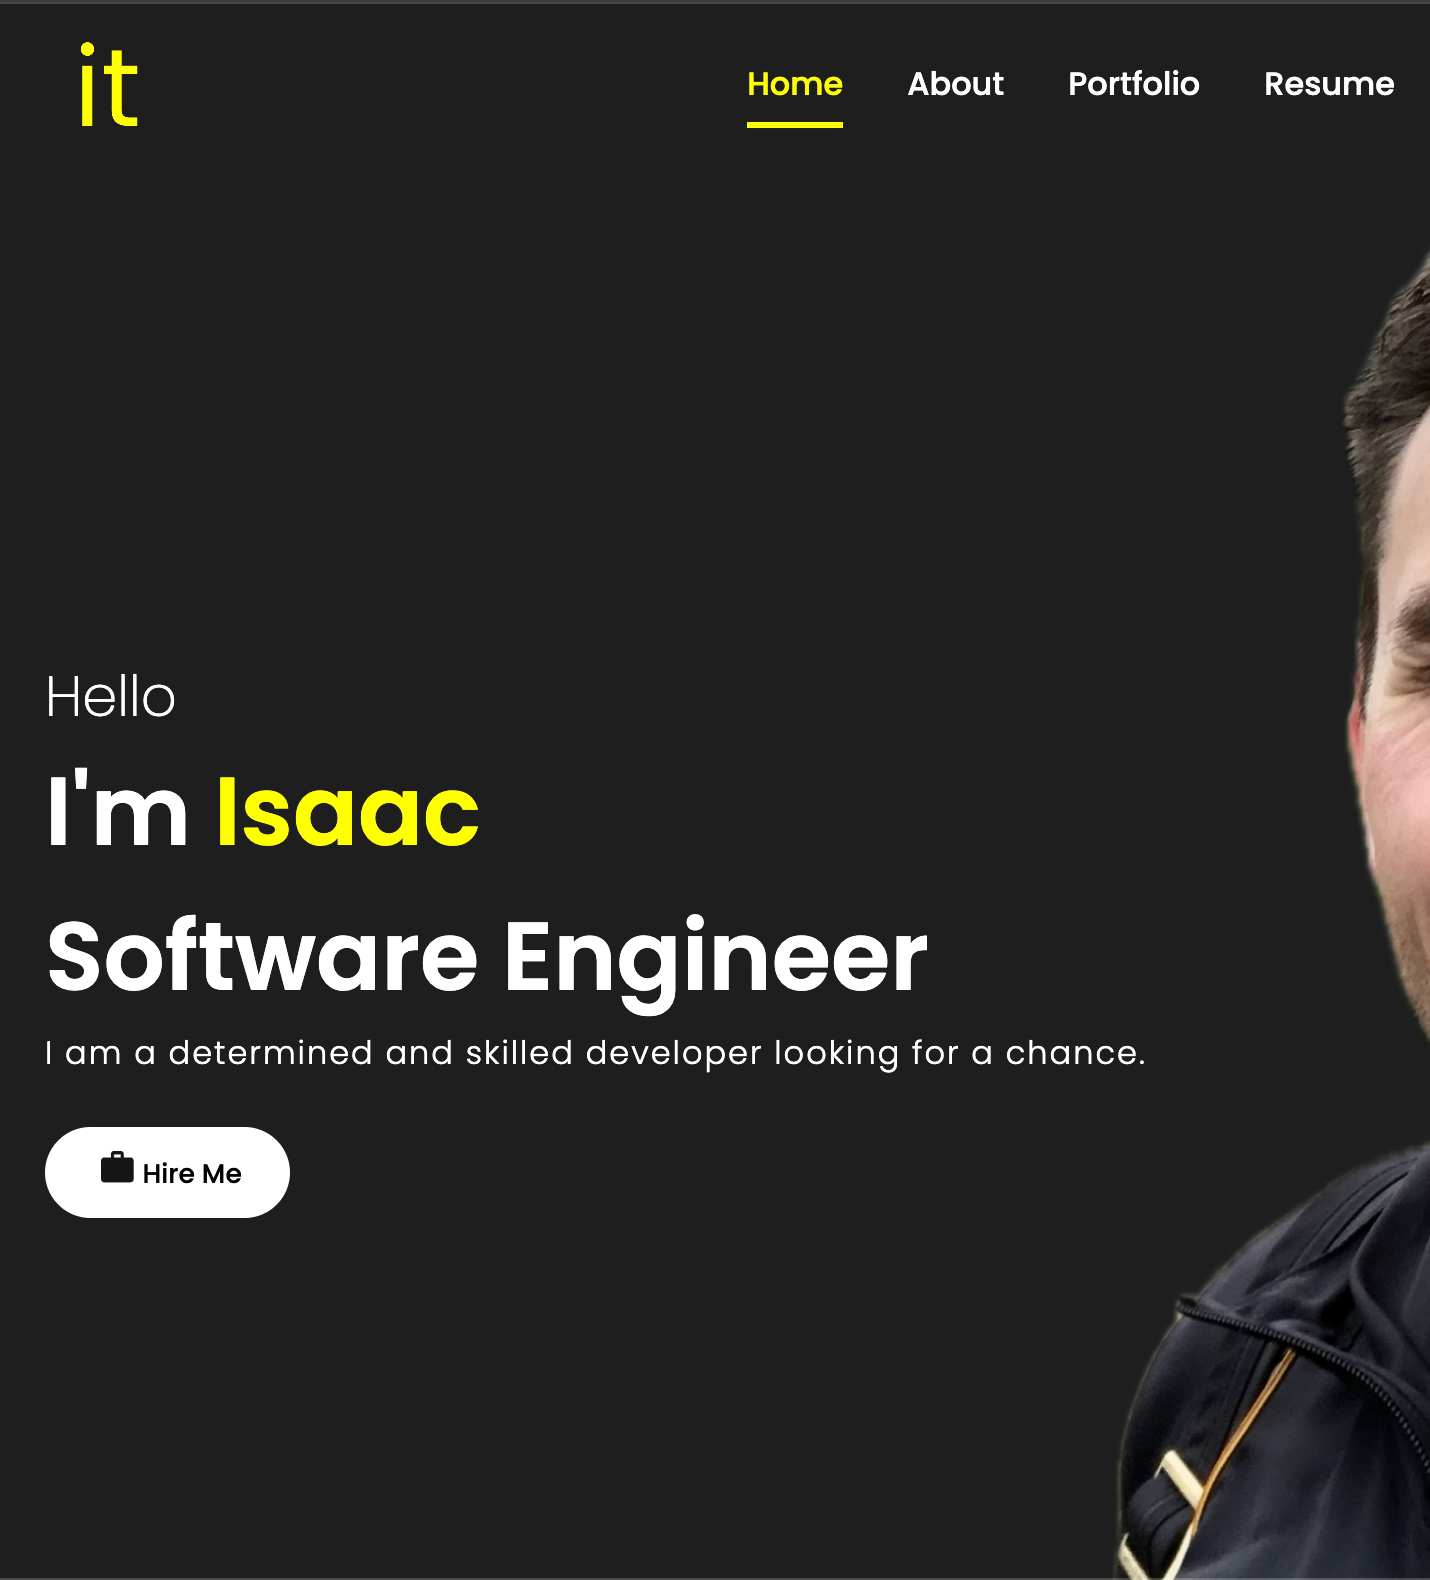 it
Home About Portfolio Resume
Hello
I'm Isaac
Software Engineer
I am a determined and skilled developer looking for a chance.
Hire Me